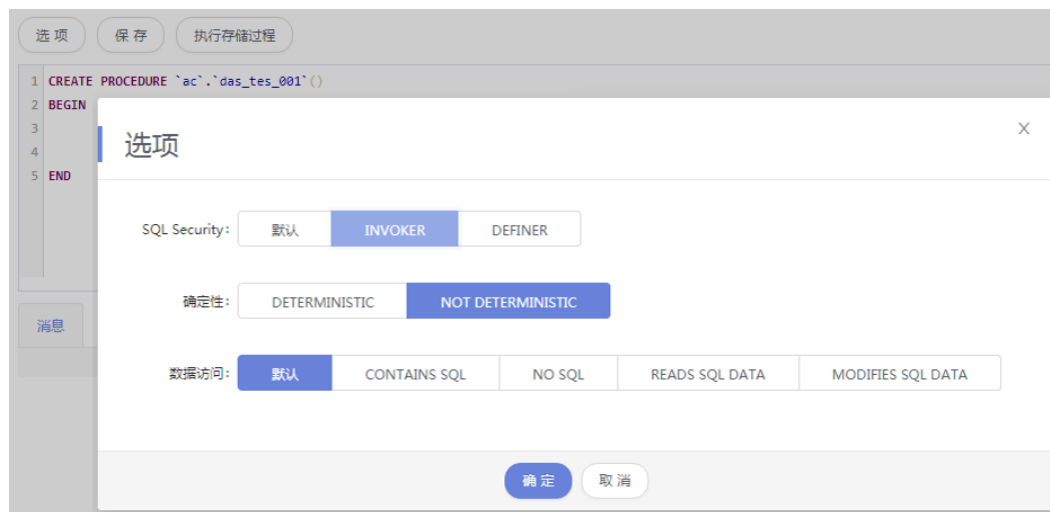 选 项 保 存 执行存储过程
1 CREATE PROCEDURE `ac`.`das_tes_001`()
2 BEGIN
3
4
5 END
选项 X
SQL Security: 默认 INVOKER DEFINER
确定性: DETERMINISTIC NOT DETERMINISTIC
消息
数据访问: 默认 CONTAINS SQL NO SQL READS SQL DATA MODIFIES SQL DATA
确 定 取 消